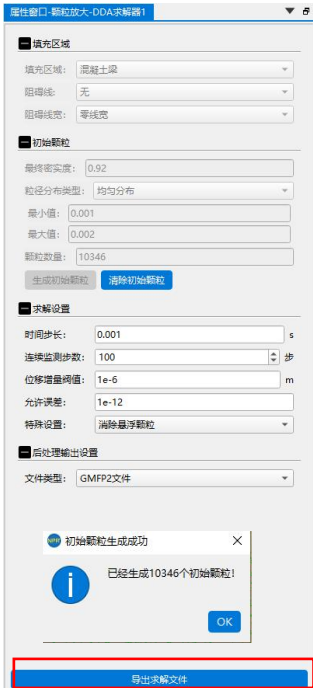 属性窗口-颗粒放大-DDA求解器1
填充区域
填充区域: 混凝土梁
阻碍线: 无
阻碍线宽: 零线宽
初始颗粒
最终密实度: 0.92
粒径分布类型: 均匀分布
最小值: 0.001
最大值: 0.002
颗粒数量: 10346
生成初始颗粒 清除初始颗粒
求解设置
时间步长: 0.001 s
连续监测步数: 100 步
位移增量阀值: 1e-6 m
允许误差: 1e-12
特殊设置: 消除悬浮颗粒
后处理输出设置
文件类型: GMFP2文件
初始颗粒生成成功
已经生成10346个初始颗粒!
OK
导出求解文件